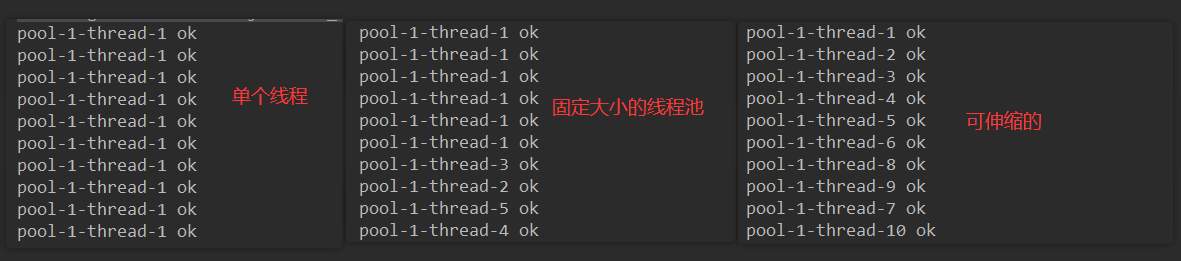 pool-1-thread-1 ok
pool-1-thread-1 ok
pool-1-thread-1 ok
pool-1-thread-1 ok
pool-1-thread-1 ok
pool-1-thread-1 ok
pool-1-thread-1 ok
pool-1-thread-1 ok
pool-1-thread-1 ok
pool-1-thread-1 ok
单个线程
pool-1-thread-1 ok
pool-1-thread-1 ok
pool-1-thread-1 ok
pool-1-thread-1 ok
pool-1-thread-1 ok
pool-1-thread-1 ok
pool-1-thread-3 ok
pool-1-thread-2 ok
pool-1-thread-5 ok
pool-1-thread-4 ok
固定大小的线程池
pool-1-thread-1 ok
pool-1-thread-2 ok
pool-1-thread-3 ok
pool-1-thread-4 ok
pool-1-thread-5 ok
pool-1-thread-6 ok
pool-1-thread-8 ok
pool-1-thread-9 ok
pool-1-thread-7 ok
pool-1-thread-10 ok
可伸缩的